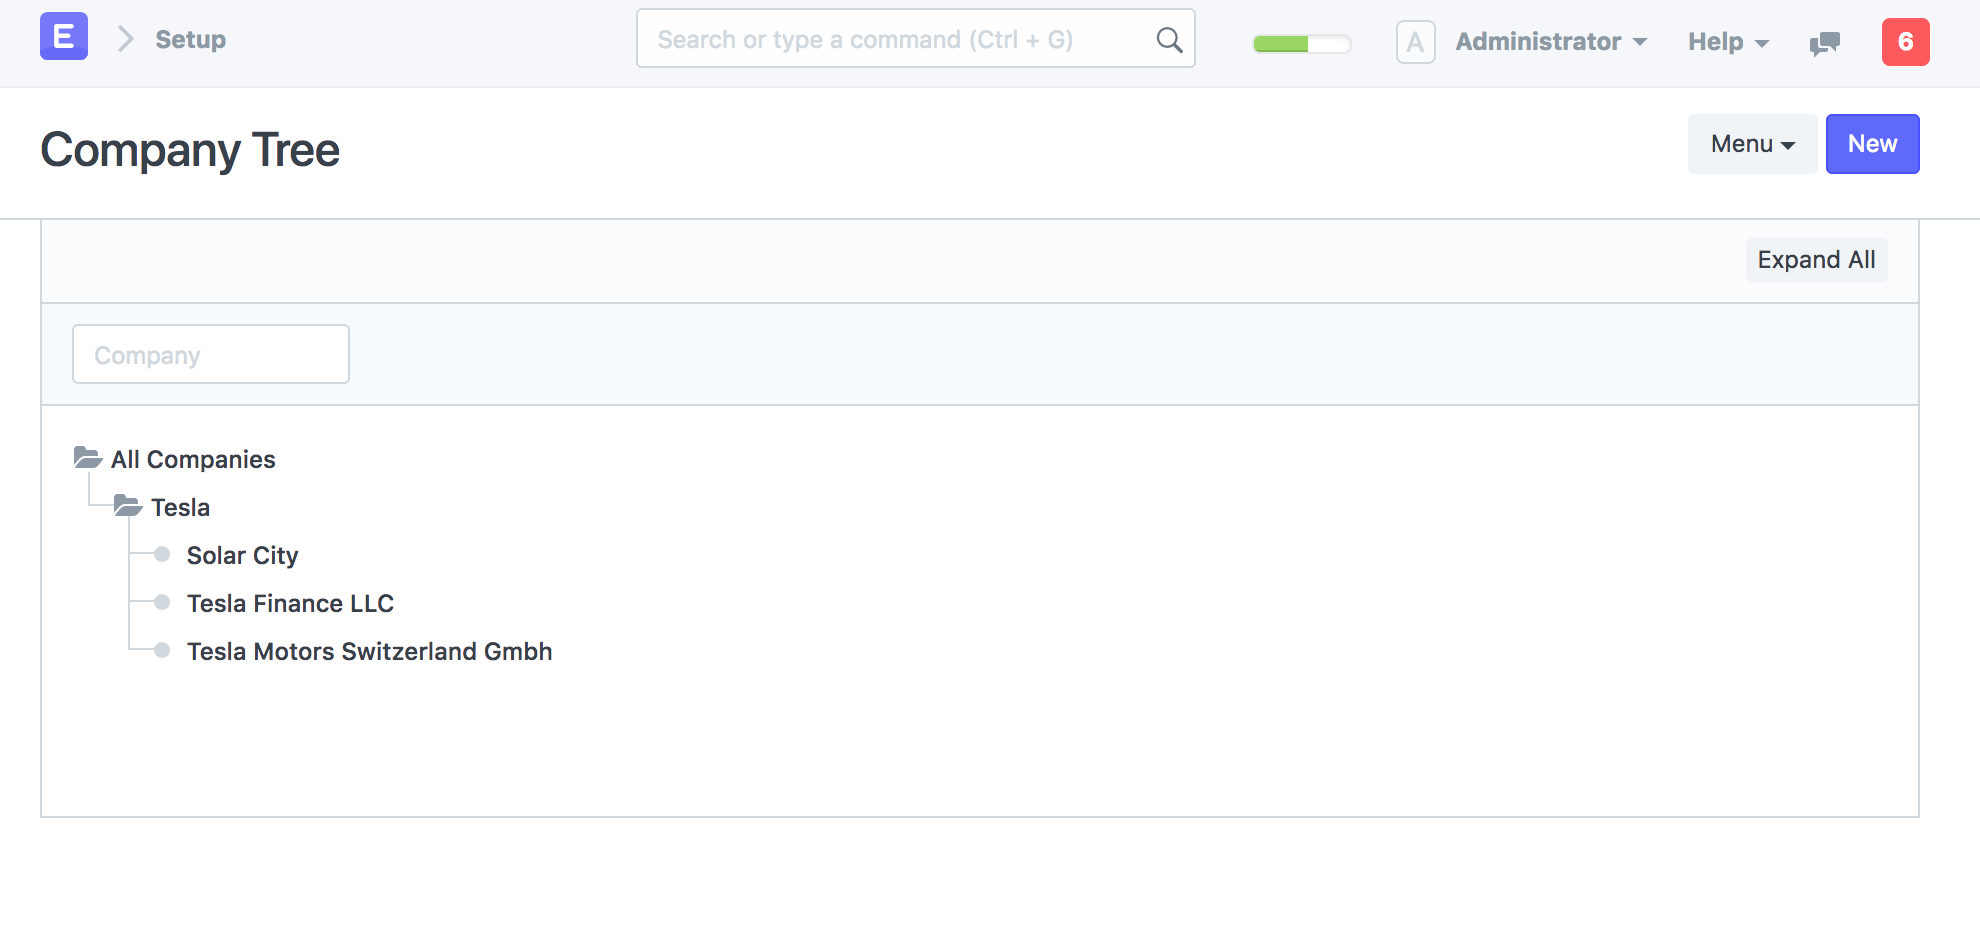 E Setup Search or type a command (Ctrl + G) A Administrator Help 6
Company Tree Menu New
Expand All
Company
All Companies
Tesla
Solar City
Tesla Finance LLC
Tesla Motors Switzerland Gmbh